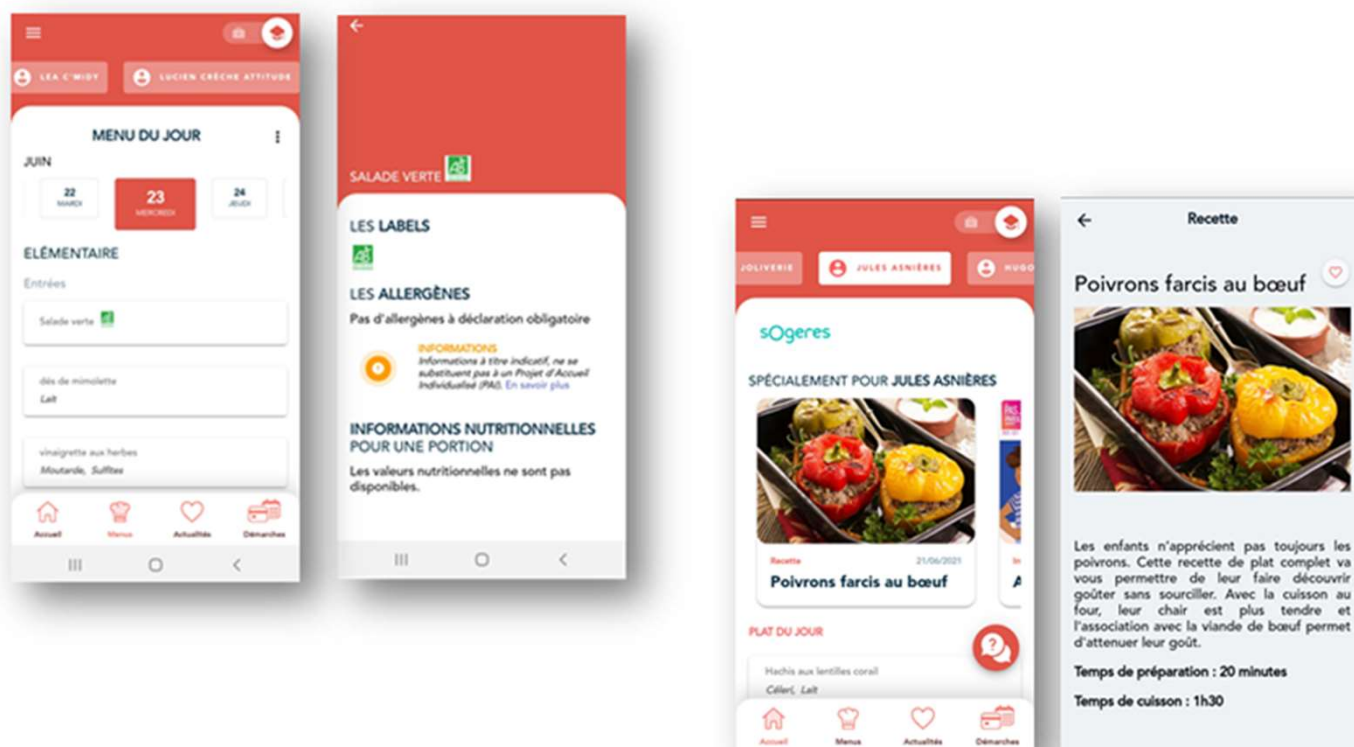 LEA C'MIDY
LUCIEN CRÈCHE ATTITUDE
MENU DU JOUR
JUIN
22
MARDI
23
MERCREDI
24
JEUDI
ELÉMENTAIRE
Entrées
Salade verte AB
dés de mimolette
Lait
vinaigrette aux herbes
Moutarde, Sulfites
Accueil
Menus
Actualités
Démarches
SALADE VERTE AB
LES LABELS
AB
LES ALLERGÈNES
Pas d'allergènes à déclaration obligatoire
INFORMATIONS
Informations à titre indicatif, ne se
substituent pas à un Projet d'Accueil
Individualisé (PAI). En savoir plus
INFORMATIONS NUTRITIONNELLES
POUR UNE PORTION
Les valeurs nutritionnelles ne sont pas
disponibles.
JOLIVERIE
JULES ASNIÈRES
HUGO
sOgeres
SPÉCIALEMENT POUR JULES ASNIÈRES
Recette
21/06/2021
Poivrons farcis au bœuf
PLAT DU JOUR
?
Hachis aux lentilles corail
Céleri, Lait
Accueil
Menus
Actualités
Démarches
Recette
Poivrons farcis au bœuf
Les enfants n'apprécient pas toujours les
poivrons. Cette recette de plat complet va
vous permettre de leur faire découvrir
goûter sans sourciller. Avec la cuisson au
four, leur chair est plus tendre et
l'association avec la viande de bœuf permet
d'attenuer leur goût.
Temps de préparation : 20 minutes
Temps de cuisson : 1h30